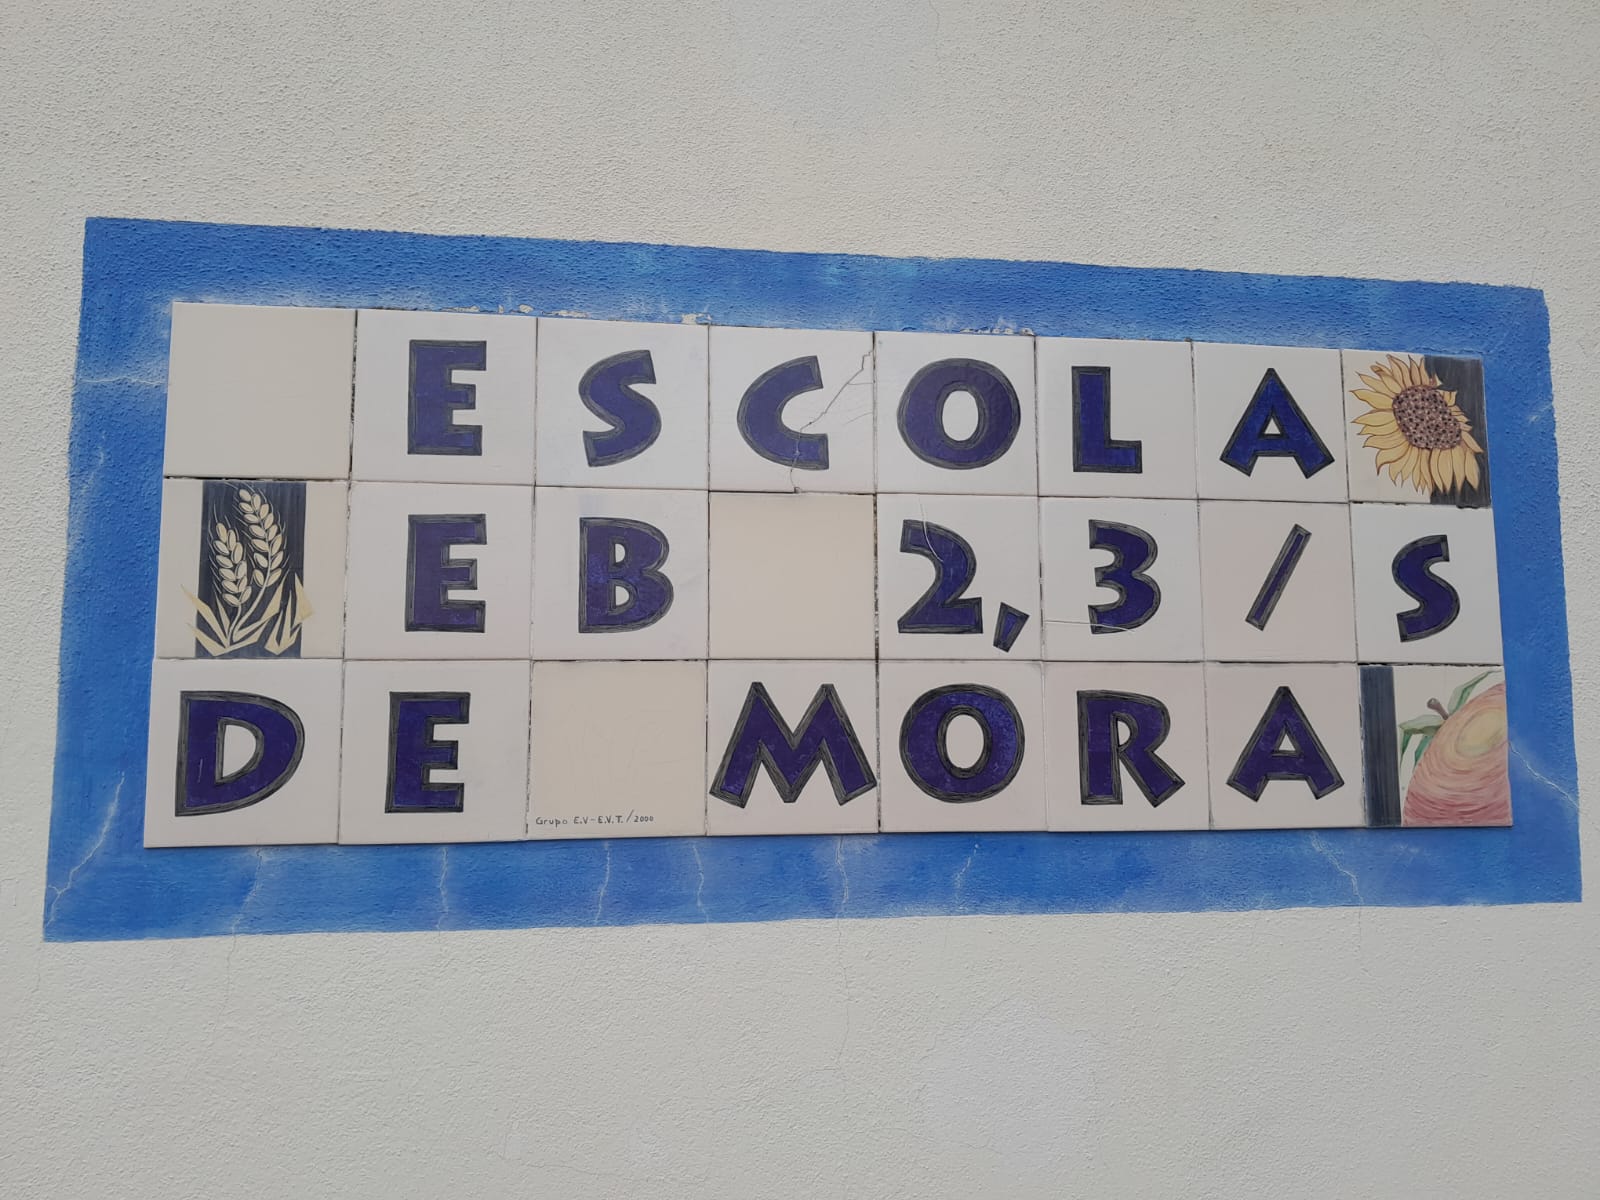 ESCOLA
EB 2,3/S
DE MORA
Grupo E.V-E.V.T./2000